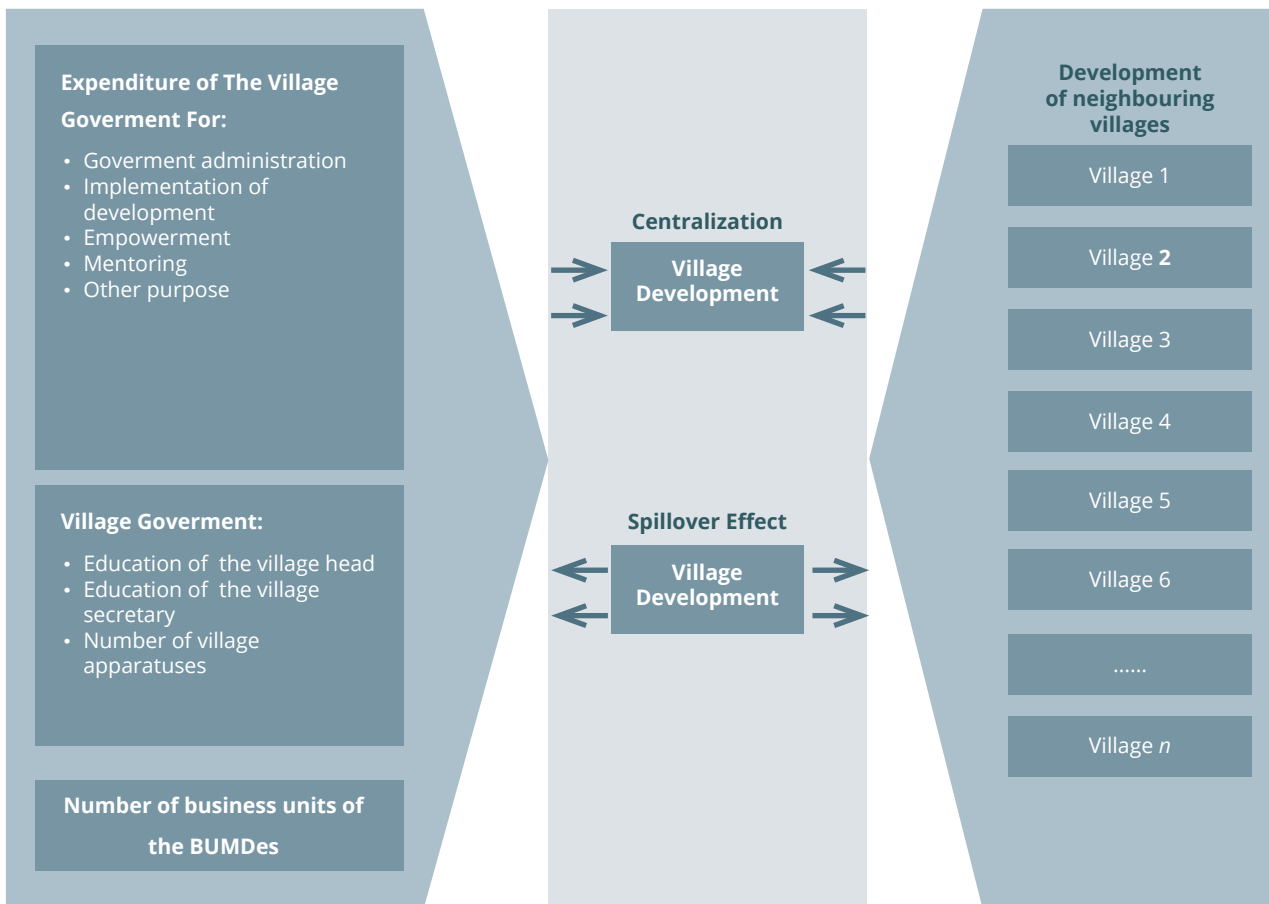 Expenditure of The Village
Goverment For:
• Goverment administration
• Implementation of
development
• Empowerment
• Mentoring
• Other purpose
Village Goverment:
• Education of the village head
• Education of the village
secretary
• Number of village
apparatuses
Number of business units of
the BUMDes
Centralization
Village
Development
Spillover Effect
Village
Development
Development
of neighbouring
villages
Village 1
Village 2
Village 3
Village 4
Village 5
Village 6
......
Village n